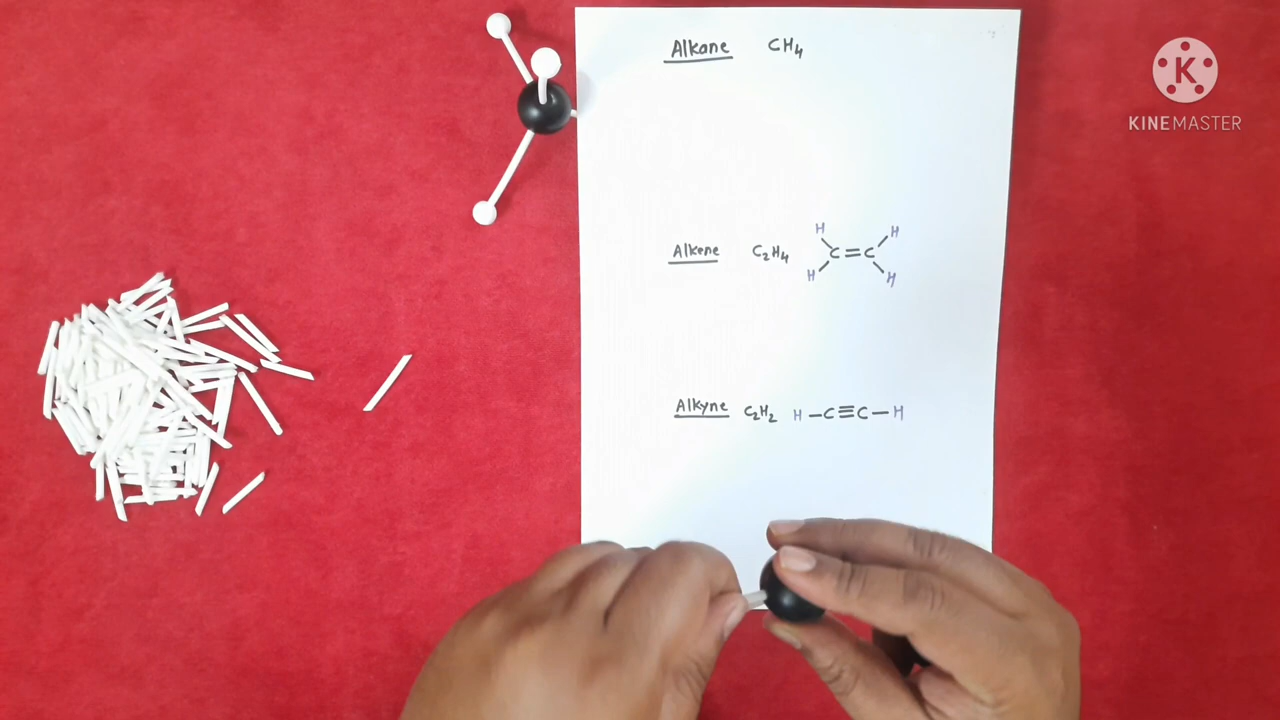 Alkane CH₄
Alkene C₂H₄
H H
C=C
H H
Alkyne C₂H₂ H-C≡C-H
K
KINEMASTER